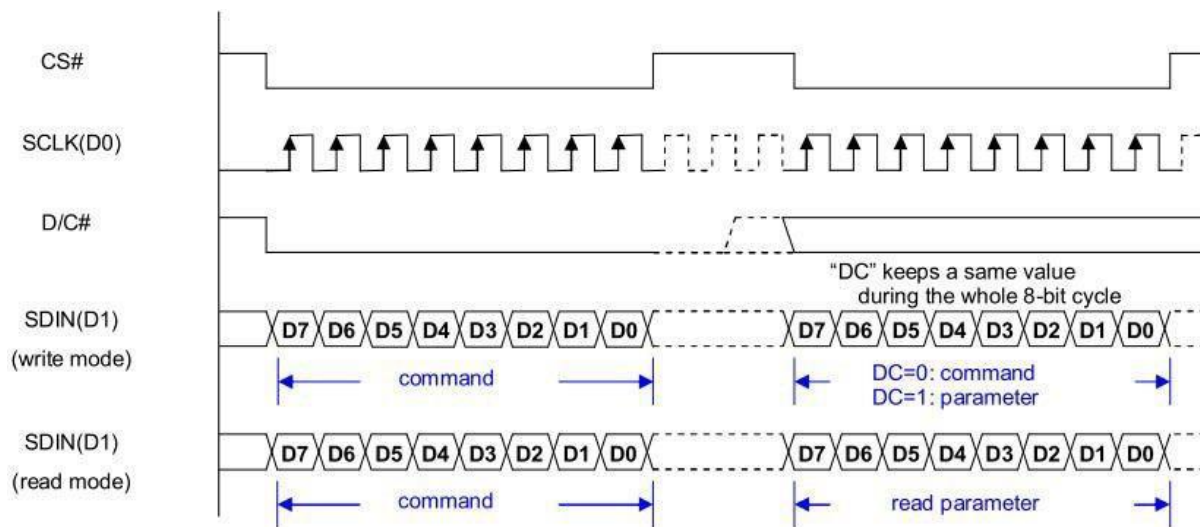 CS#
SCLK(D0)
D/C#
“DC” keeps a same value
during the whole 8-bit cycle
SDIN(D1)
(write mode)
D7 D6 D5 D4 D3 D2 D1 D0 D7 D6 D5 D4 D3 D2 D1 D0
command
DC=0: command
DC=1: parameter
SDIN(D1)
(read mode)
D7 D6 D5 D4 D3 D2 D1 D0 D7 D6 D5 D4 D3 D2 D1 D0
command
read parameter